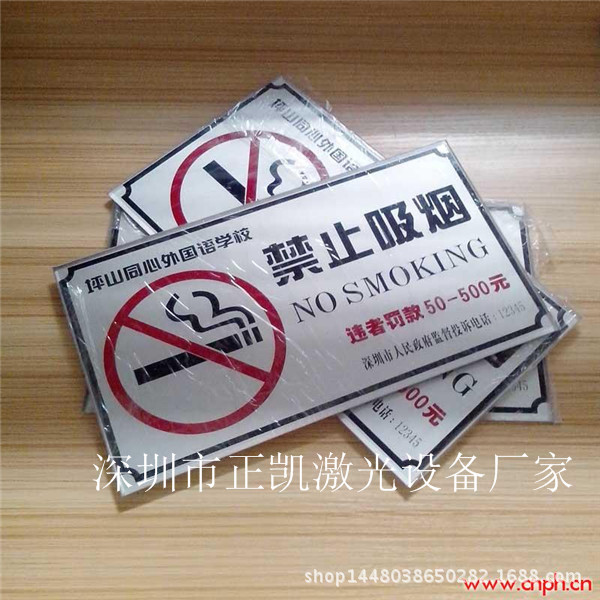 坪山同心外国语
坪山同心外国语学校
禁止吸烟
NO SMOKING
违者罚款50-500元
深圳市人民政府监督投诉电话:12345
NG
00元
电话:12345
深圳市正凯激光设备厂家
shop1448038650282.1688.com
www.cnph.cn